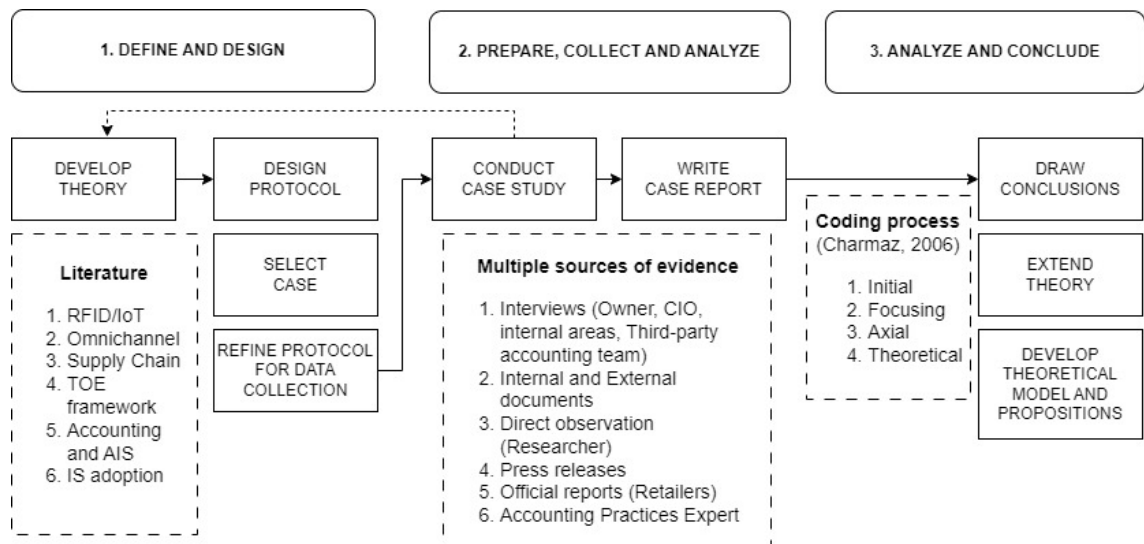 1. DEFINE AND DESIGN
2. PREPARE, COLLECT AND ANALYZE
3. ANALYZE AND CONCLUDE
DEVELOP
THEORY
DESIGN
PROTOCOL
CONDUCT
CASE STUDY
WRITE
CASE REPORT
DRAW
CONCLUSIONS
Literature
1. RFID/IoT
2. Omnichannel
3. Supply Chain
4. TOE
framework
5. Accounting
and AIS
6. IS adoption
SELECT
CASE
REFINE PROTOCOL
FOR DATA
COLLECTION
Multiple sources of evidence
1. Interviews (Owner, CIO,
internal areas, Third-party
accounting team)
2. Internal and External
documents
3. Direct observation
(Researcher)
4. Press releases
5. Official reports (Retailers)
6. Accounting Practices Expert
Coding process
(Charmaz, 2006)
1. Initial
2. Focusing
3. Axial
4. Theoretical
EXTEND
THEORY
DEVELOP
THEORETICAL
MODEL AND
PROPOSITIONS